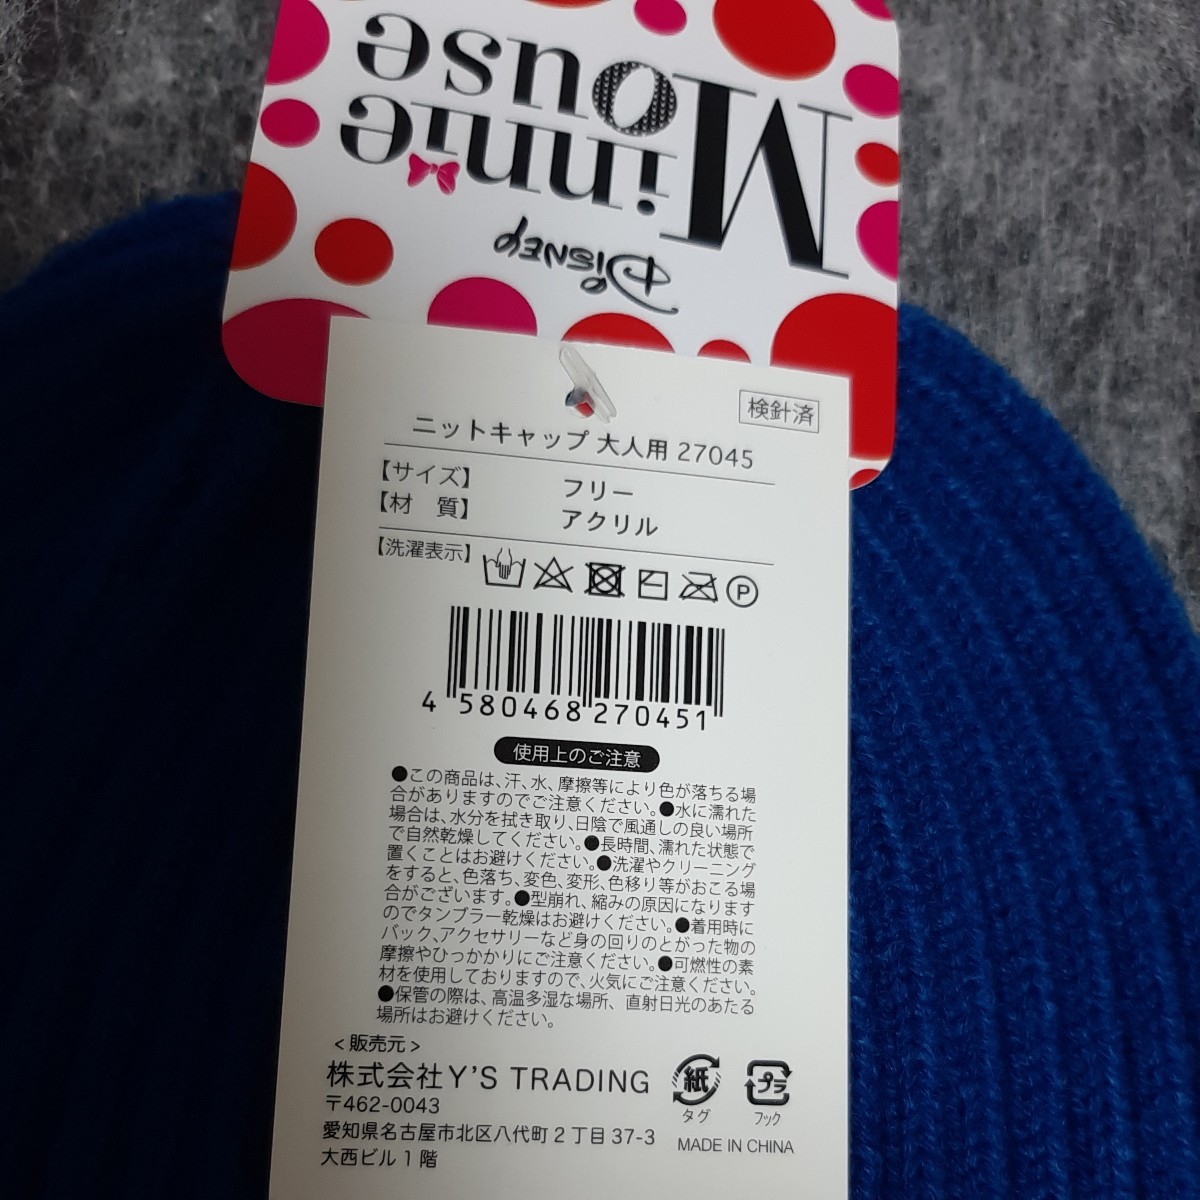 Disney
Minnie
Mouse
検針済
ニットキャップ 大人用 27045
【サイズ】 フリー
【材 質】 アクリル
【洗濯表示】
P
4 580468 270451
使用上のご注意
●この商品は、汗、水、摩擦等により色が落ちる場
合がありますのでご注意ください。●水に濡れた
場合は、水分を拭き取り、日陰で風通しの良い場所
で自然乾燥してください。●長時間、濡れた状態で
置くことはお避けください。●洗濯やクリーニング
をすると、色落ち、変色、変形、色移り等がおこる場
合がございます。●型崩れ、縮みの原因になります
のでタンブラー乾燥はお避けください。●着用時に
バック、アクセサリーなど身の回りのとがった物の
摩擦やひっかかりにご注意ください。●可燃性の素
材を使用しておりますので、火気にご注意ください。
●保管の際は、高温多湿な場所、直射日光のあたる
場所はお避けください。
<販売元>
株式会社Y'S TRADING
〒462-0043
愛知県名古屋市北区八代町2丁目37-3
大西ビル1階
紙
タグ
プラ
フック
MADE IN CHINA